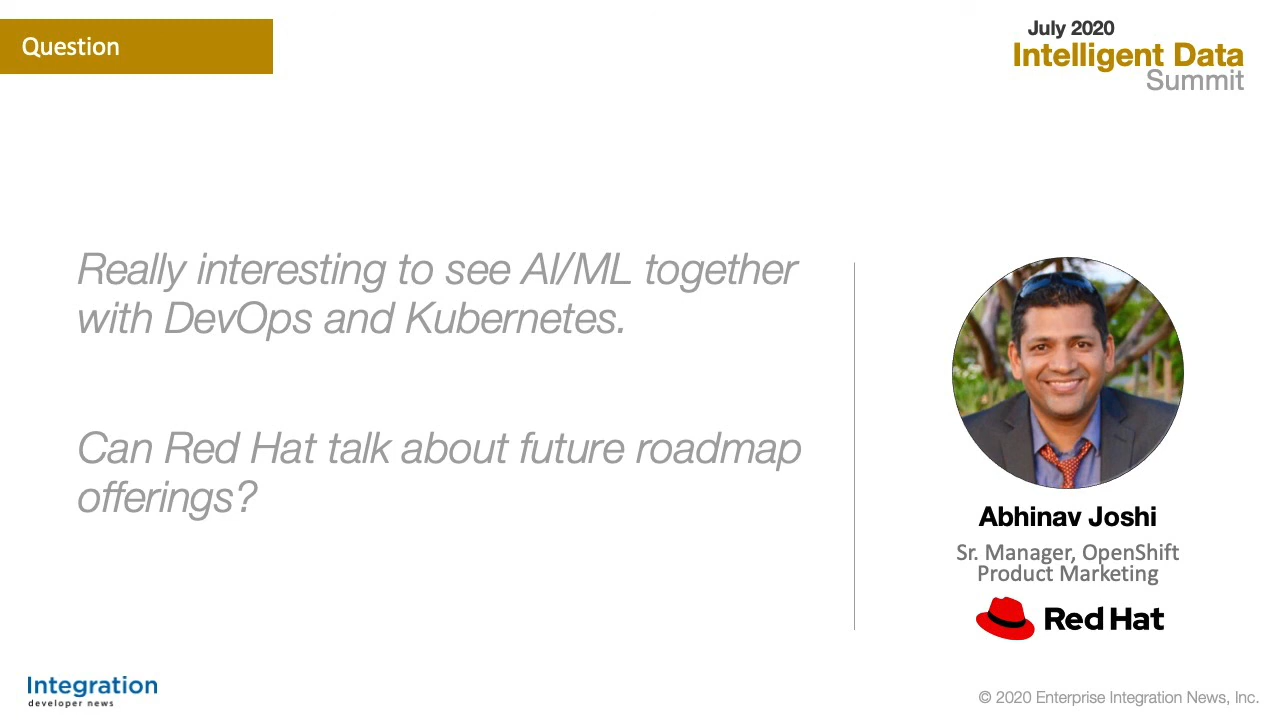 Question
July 2020
Intelligent Data
Summit
Really interesting to see AI/ML together
with DevOps and Kubernetes.
Can Red Hat talk about future roadmap
offerings?
Abhinav Joshi
Sr. Manager, OpenShift
Product Marketing
Red Hat
Integration
developer news
© 2020 Enterprise Integration News, Inc.